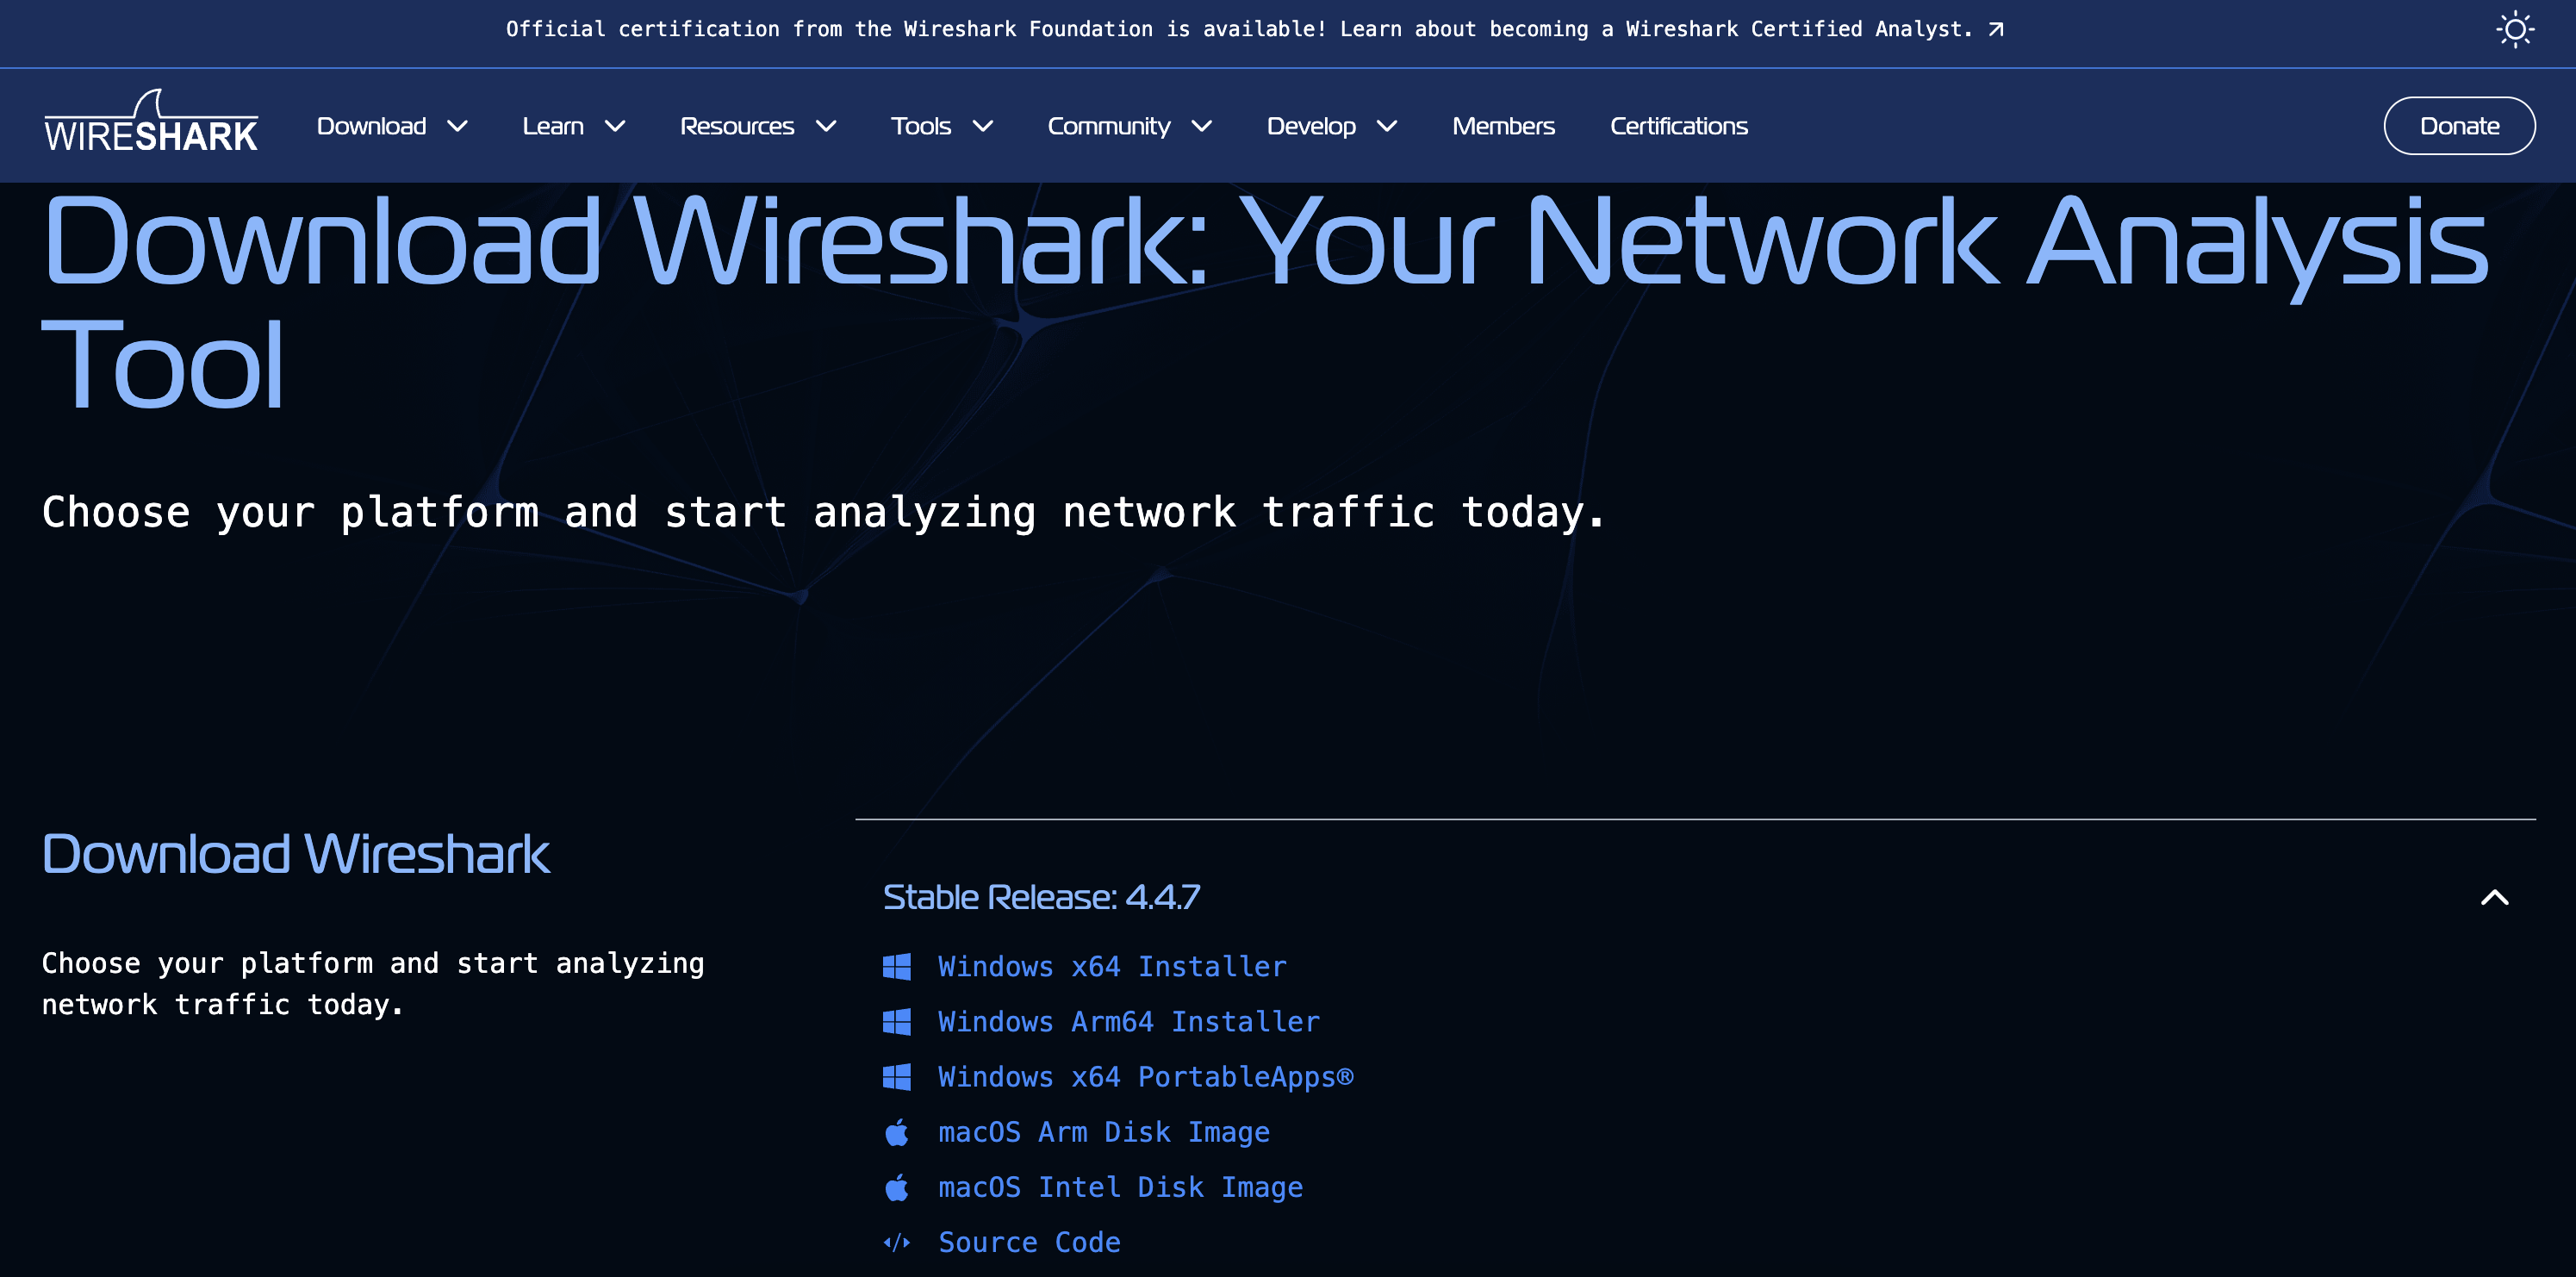 Official certification from the Wireshark Foundation is available! Learn about becoming a Wireshark Certified Analyst.
WIRESHARK
Download
Learn
Resources
Tools
Community
Develop
Members
Certifications
Donate
Download Wireshark: Your Network Analysis
Tool
Choose your platform and start analyzing network traffic today.
Download Wireshark
Choose your platform and start analyzing
network traffic today.
Stable Release: 4.4.7
Windows x64 Installer
Windows Arm64 Installer
Windows x64 PortableApps®
macOS Arm Disk Image
macOS Intel Disk Image
Source Code